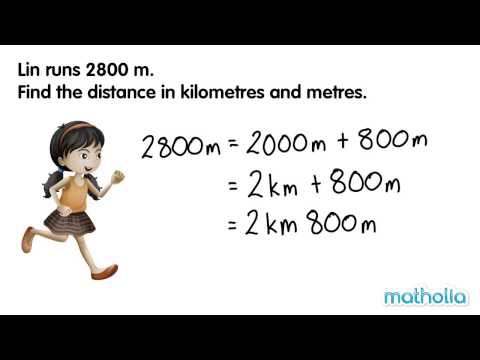 Lin runs 2800 m.
Find the distance in kilometres and metres.
2800m = 2000m + 800m
= 2km + 800m
= 2km 800m
matholia